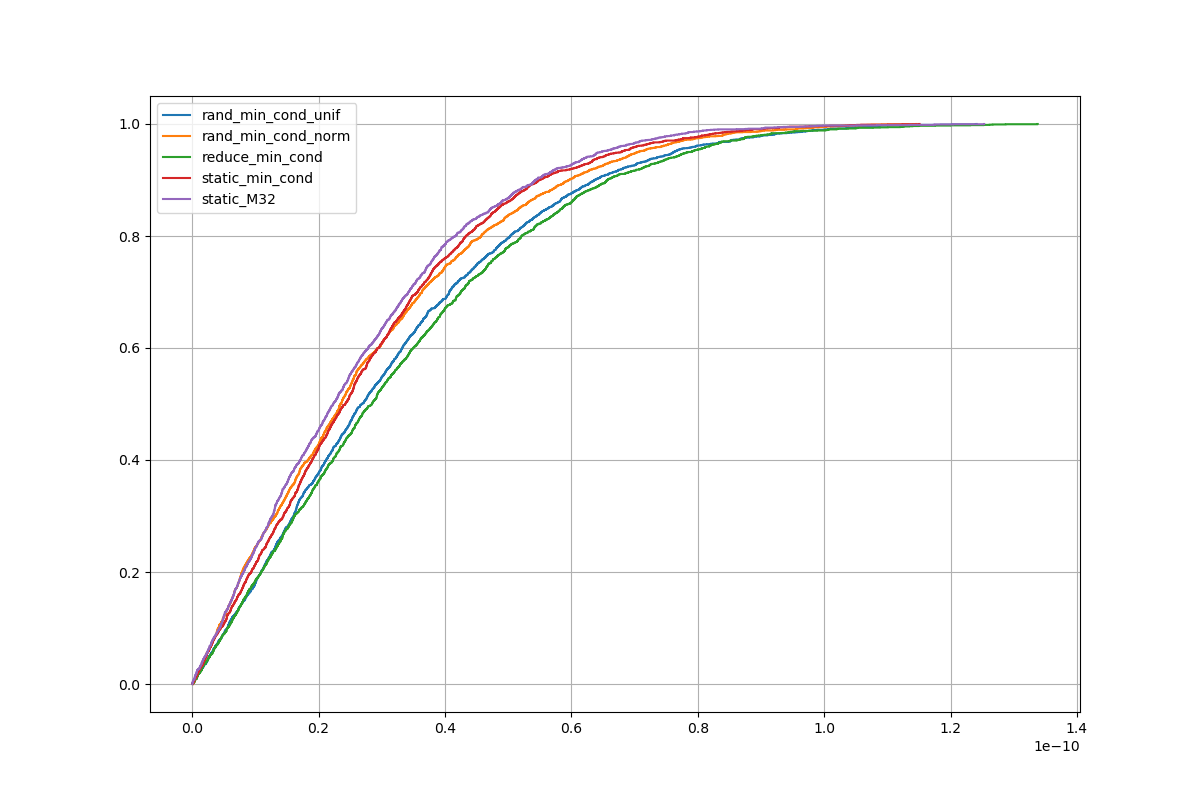 rand_min_cond_unif
rand_min_cond_norm
reduce_min_cond
static_min_cond
static_M32
1.0
0.8
0.6
0.4
0.2
0.0
0.0 0.2 0.4 0.6 0.8 1.0 1.2 1.4
1e−10